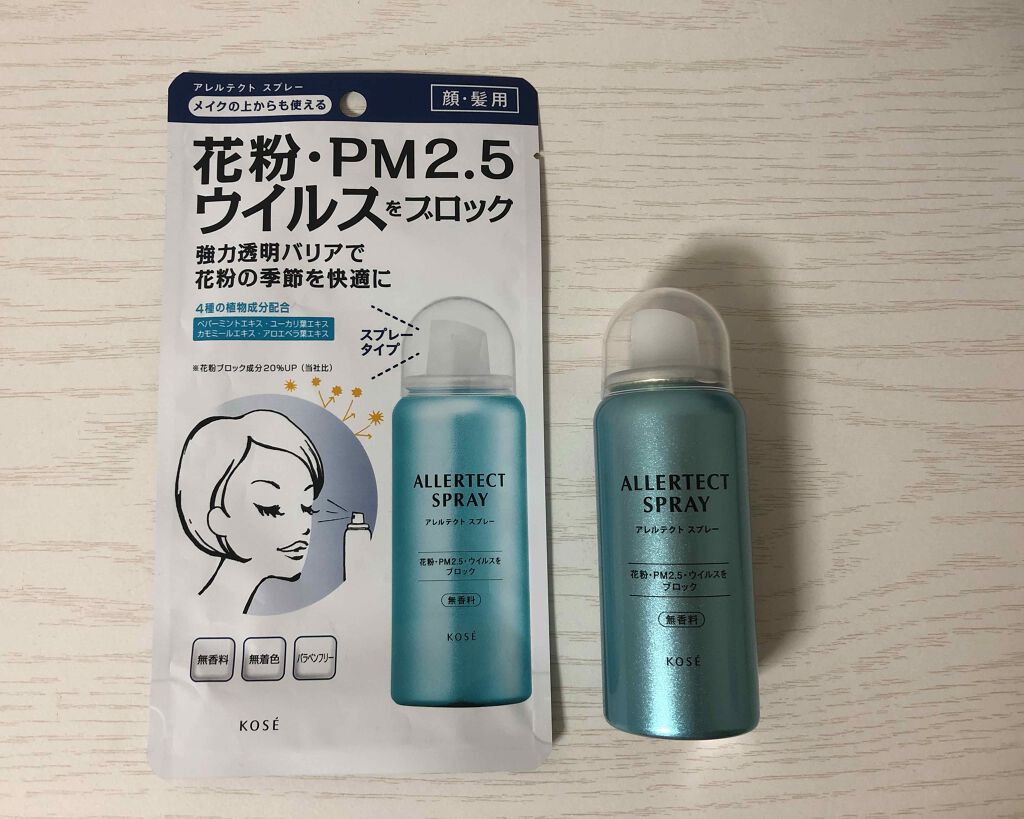 アレルテクト スプレー
メイクの上からも使える
顔・髪用
花粉・PM2.5
ウイルスをブロック
強力透明バリアで
花粉の季節を快適に
4種の植物成分配合
ペパーミントエキス・ユーカリ葉エキス
カモミールエキス・アロエベラ葉エキス
スプレー
タイプ
※花粉ブロック成分20%UP（当社比）
ALLERTECT
SPRAY
アレルテクト スプレー
花粉・PM2.5・ウイルスを
ブロック
無香料
KOSÉ
無香料
無着色
パラベンフリー
KOSÉ
ALLERTECT
SPRAY
アレルテクト スプレー
花粉・PM2.5・ウイルスを
ブロック
無香料
KOSÉ